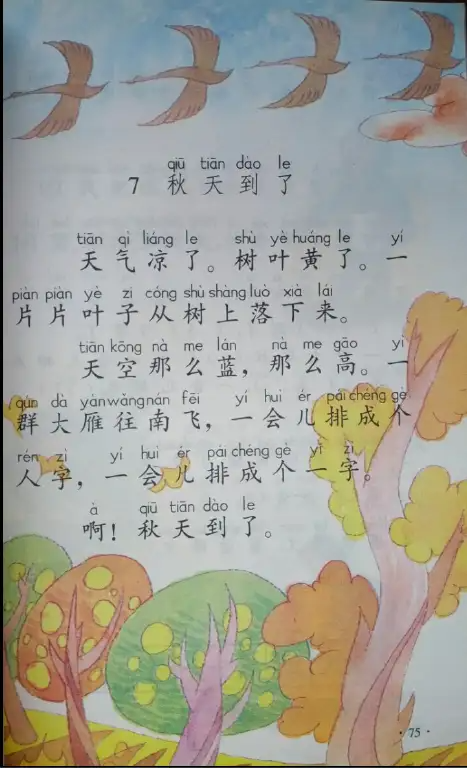 qiū tiān dào le
7 秋天到了
tiān qì liáng le shù yè huáng le yí
天气凉了。树叶黄了。一
piàn piàn yè zi cóng shù shàng luò xià lái
片片叶子从树上落下来。
tiān kōng nà me lán nà me gāo yì
天空那么蓝，那么高。一
qún dà yàn wǎng nán fēi yí huì ér pái chéng gè
群大雁往南飞，一会儿排成个
rén zì yí huì ér pái chéng gè yī zì
人字，一会儿排成个一字。
à qiū tiān dào le
啊！秋天到了。
·75·